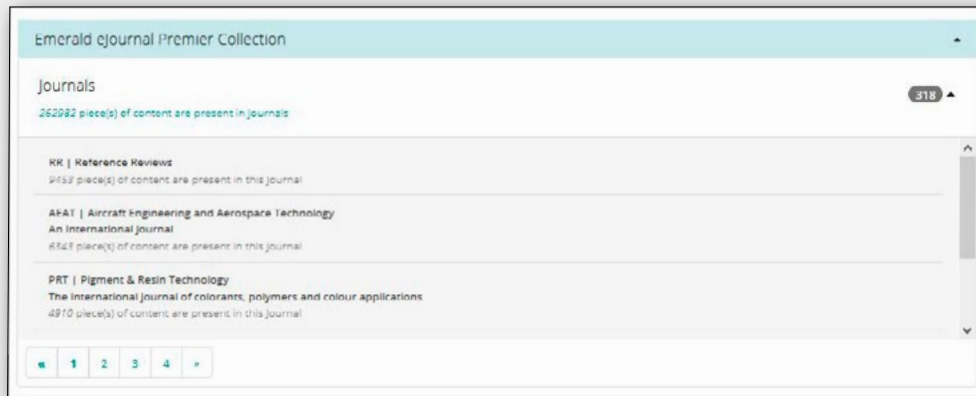 Emerald eJournal Premier Collection
Journals
318
262982 piece(s) of content are present in Journals
RR | Reference Reviews
9453 piece(s) of content are present in this Journal
AEAT | Aircraft Engineering and Aerospace Technology
An International Journal
6343 piece(s) of content are present in this Journal
PRT | Pigment & Resin Technology
The international journal of colorants, polymers and colour applications
4910 piece(s) of content are present in this Journal
« 1 2 3 4 »